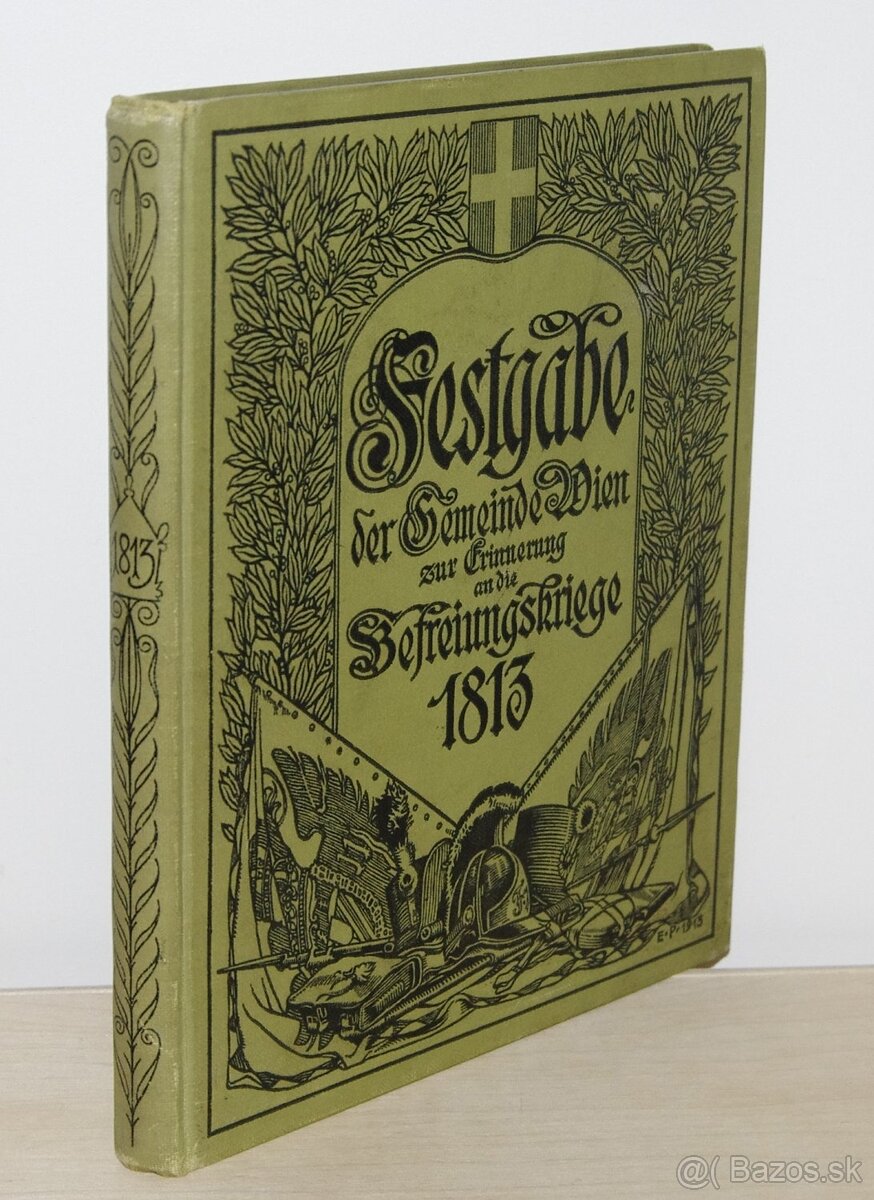 1813
Festgabe
der Gemeinde Wien
zur Erinnerung
an die
Befreiungskriege
1813
E·P·1913
@( Bazos.sk